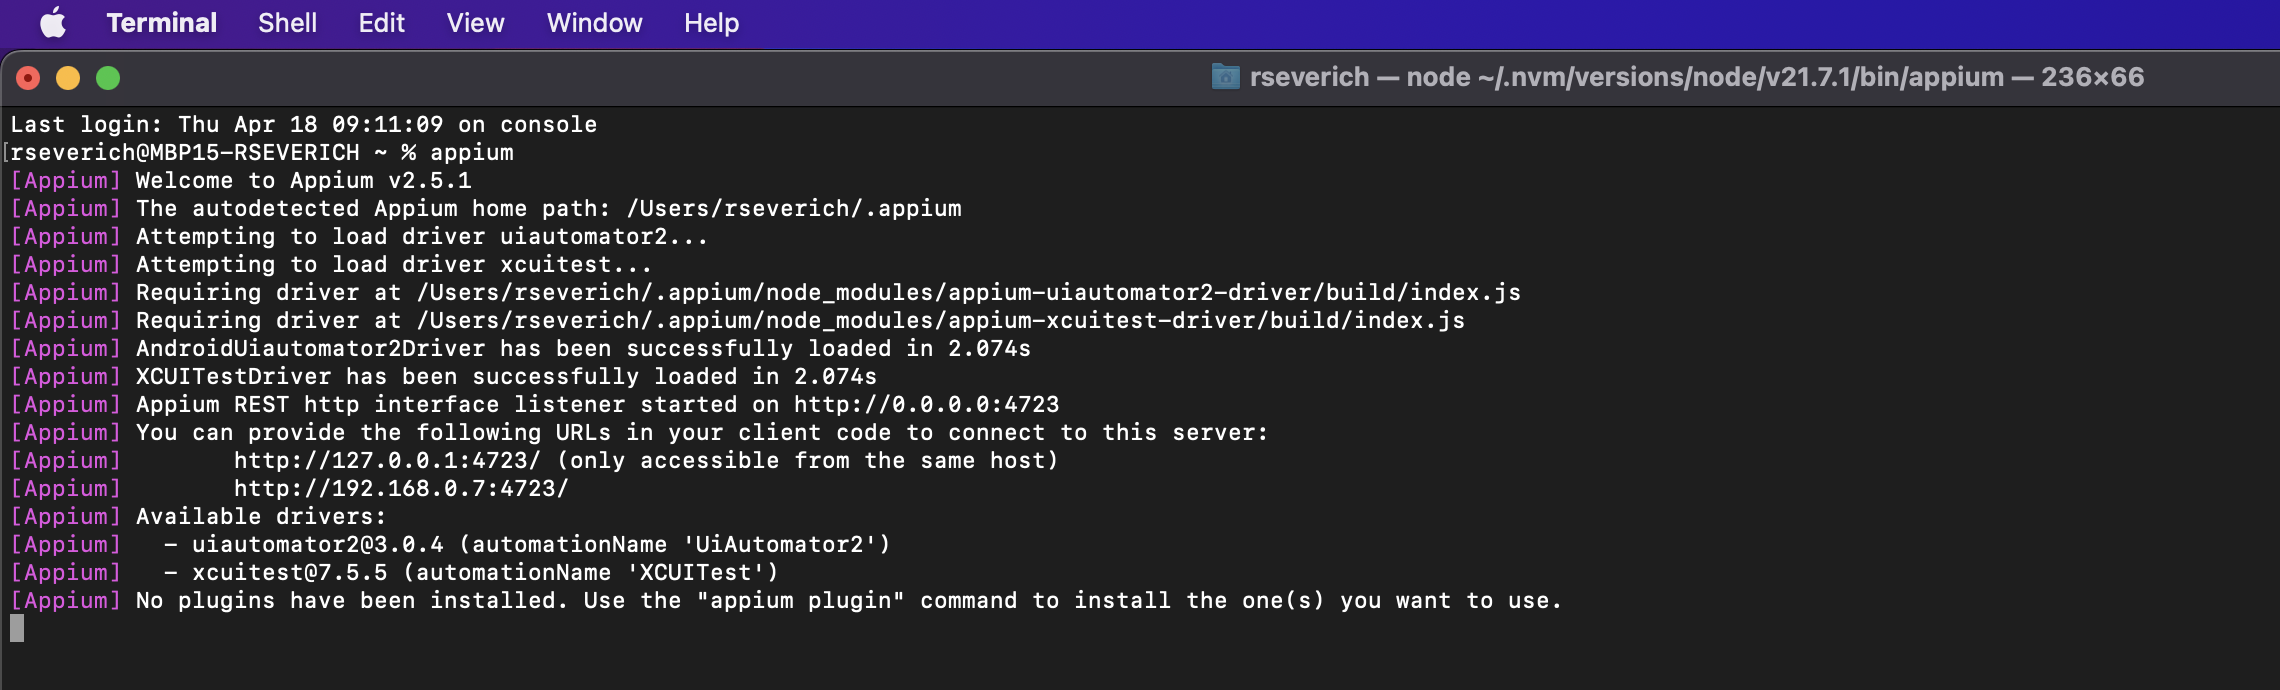 Terminal Shell Edit View Window Help
rseverich — node ~/.nvm/versions/node/v21.7.1/bin/appium — 236×66
Last login: Thu Apr 18 09:11:09 on console
[rseverich@MBP15-RSEVERICH ~ % appium
[Appium] Welcome to Appium v2.5.1
[Appium] The autodetected Appium home path: /Users/rseverich/.appium
[Appium] Attempting to load driver uiautomator2...
[Appium] Attempting to load driver xcuitest...
[Appium] Requiring driver at /Users/rseverich/.appium/node_modules/appium-uiautomator2-driver/build/index.js
[Appium] Requiring driver at /Users/rseverich/.appium/node_modules/appium-xcuitest-driver/build/index.js
[Appium] AndroidUiautomator2Driver has been successfully loaded in 2.074s
[Appium] XCUITestDriver has been successfully loaded in 2.074s
[Appium] Appium REST http interface listener started on http://0.0.0.0:4723
[Appium] You can provide the following URLs in your client code to connect to this server:
[Appium] http://127.0.0.1:4723/ (only accessible from the same host)
[Appium] http://192.168.0.7:4723/
[Appium] Available drivers:
[Appium] - uiautomator2@3.0.4 (automationName 'UiAutomator2')
[Appium] - xcuitest@7.5.5 (automationName 'XCUITest')
[Appium] No plugins have been installed. Use the "appium plugin" command to install the one(s) you want to use.